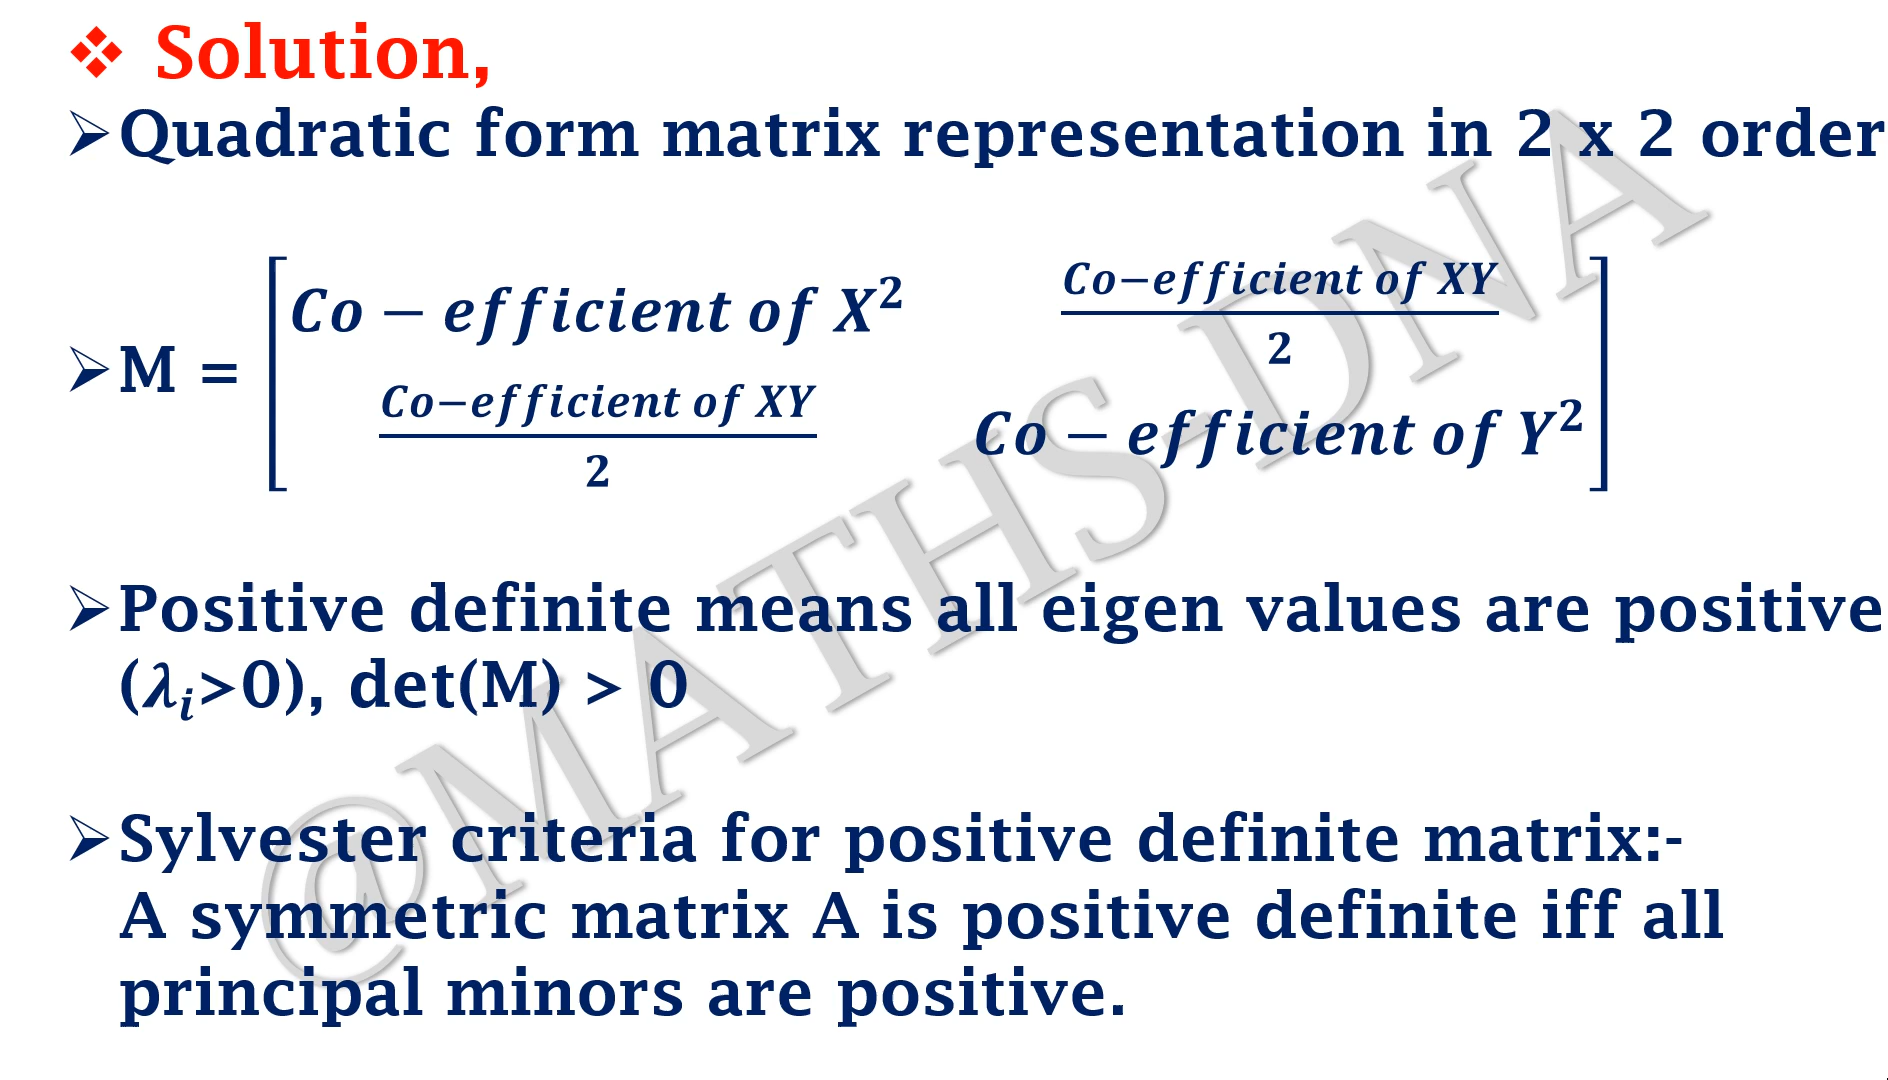 ❖ Solution,
➢Quadratic form matrix representation in 2 x 2 order
➢M = [Co − efficient of X² (Co−efficient of XY)/2
(Co−efficient of XY)/2 Co − efficient of Y²]
➢Positive definite means all eigen values are positive
(λᵢ>0), det(M) > 0
➢Sylvester criteria for positive definite matrix:-
A symmetric matrix A is positive definite iff all
principal minors are positive.
@MATHS-DNA